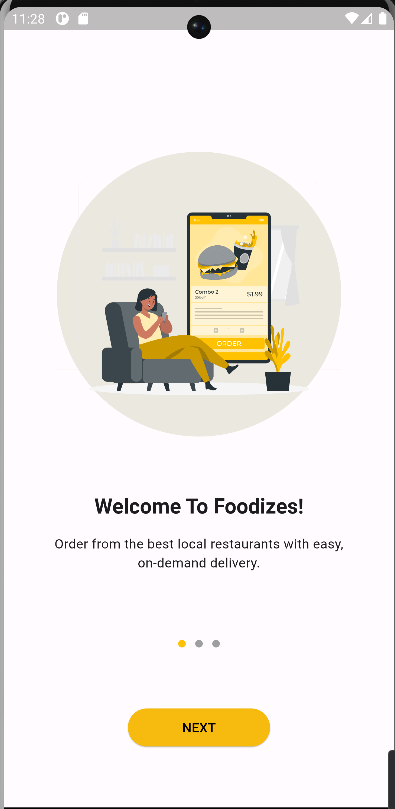 11:28
Combo 2
$1.99
ORDER
Welcome To Foodizes!
Order from the best local restaurants with easy,
on-demand delivery.
NEXT